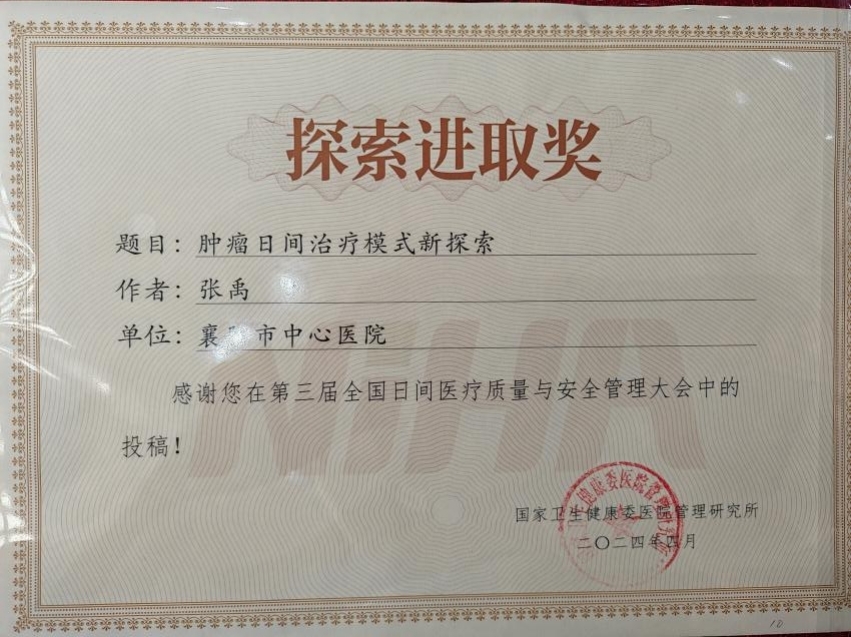 探索进取奖
题目：肿瘤日间治疗模式新探索
作者：张禹
单位：襄 市中心医院
感谢您在第三届全国日间医疗质量与安全管理大会中的
投稿！
国家卫生健康委医院管理研究所
二〇二四年四月
NIHA
10